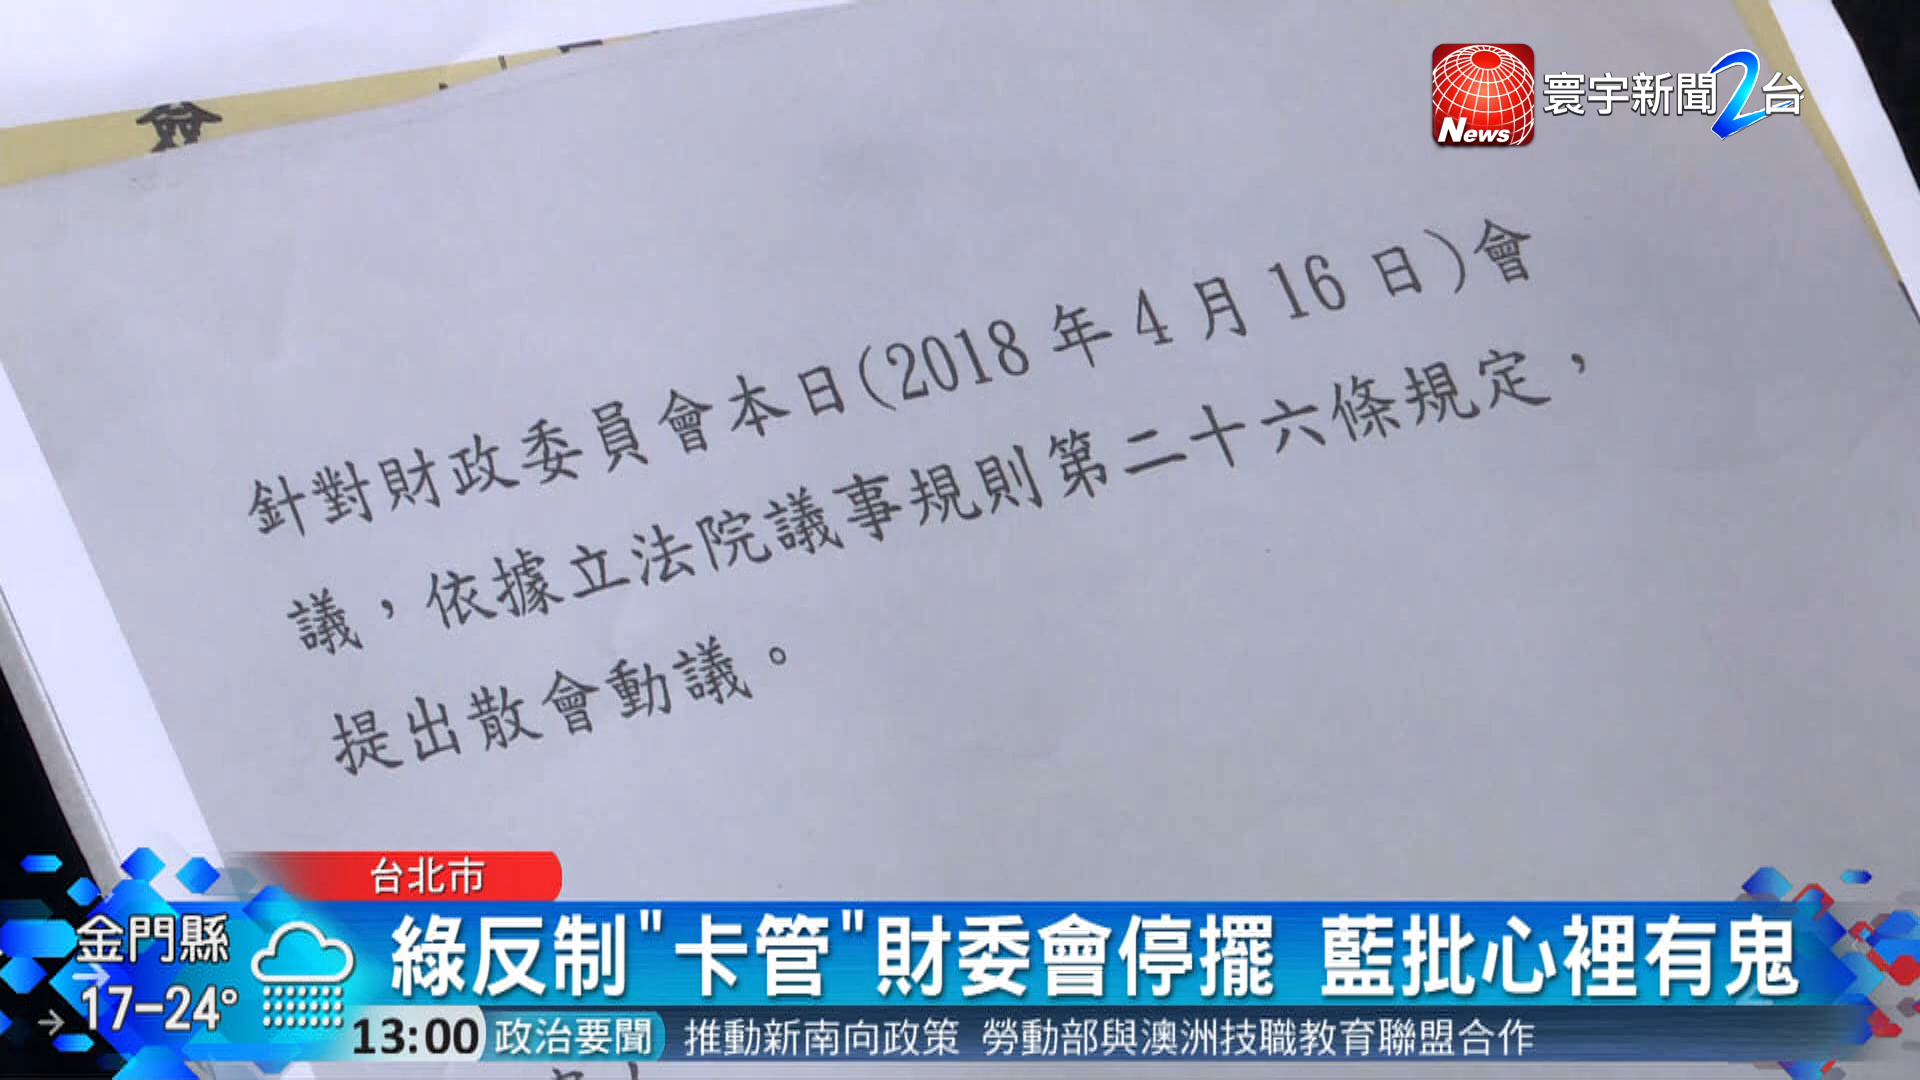 News 寰宇新聞2台
針對財政委員會本日(2018年4月16日)會
議，依據立法院議事規則第二十六條規定，
提出散會動議。
台北市
綠反制"卡管"財委會停擺 藍批心裡有鬼
金門縣
17-24°
13:00 政治要聞 推動新南向政策 勞動部與澳洲技職教育聯盟合作